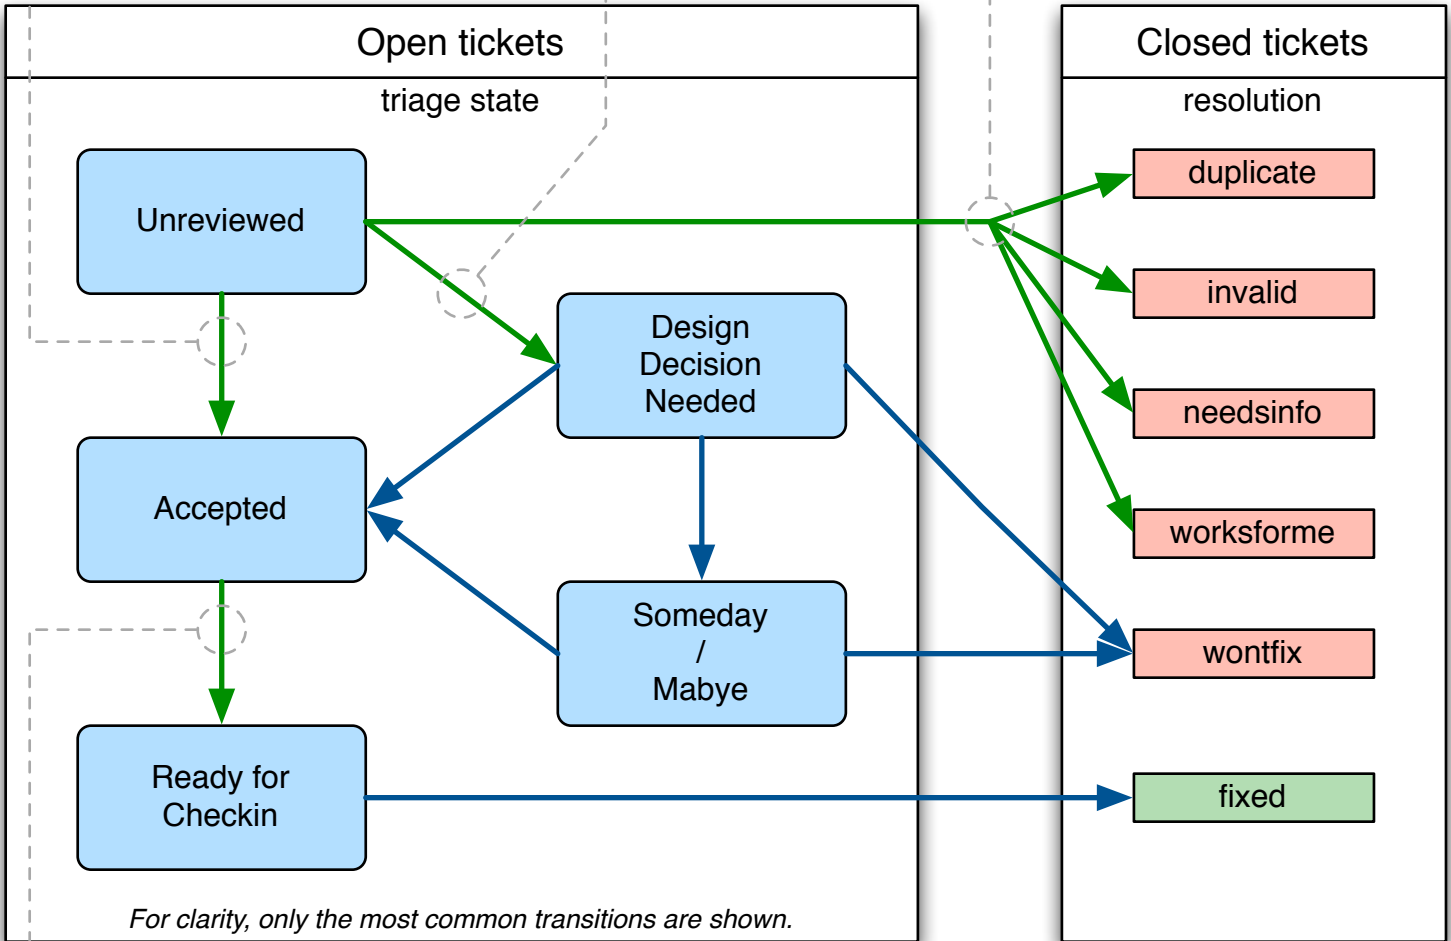 Open tickets
triage state
Unreviewed
Design
Decision
Needed
Accepted
Someday
/
Mabye
Ready for
Checkin
For clarity, only the most common transitions are shown.
Closed tickets
resolution
duplicate
invalid
needsinfo
worksforme
wontfix
fixed